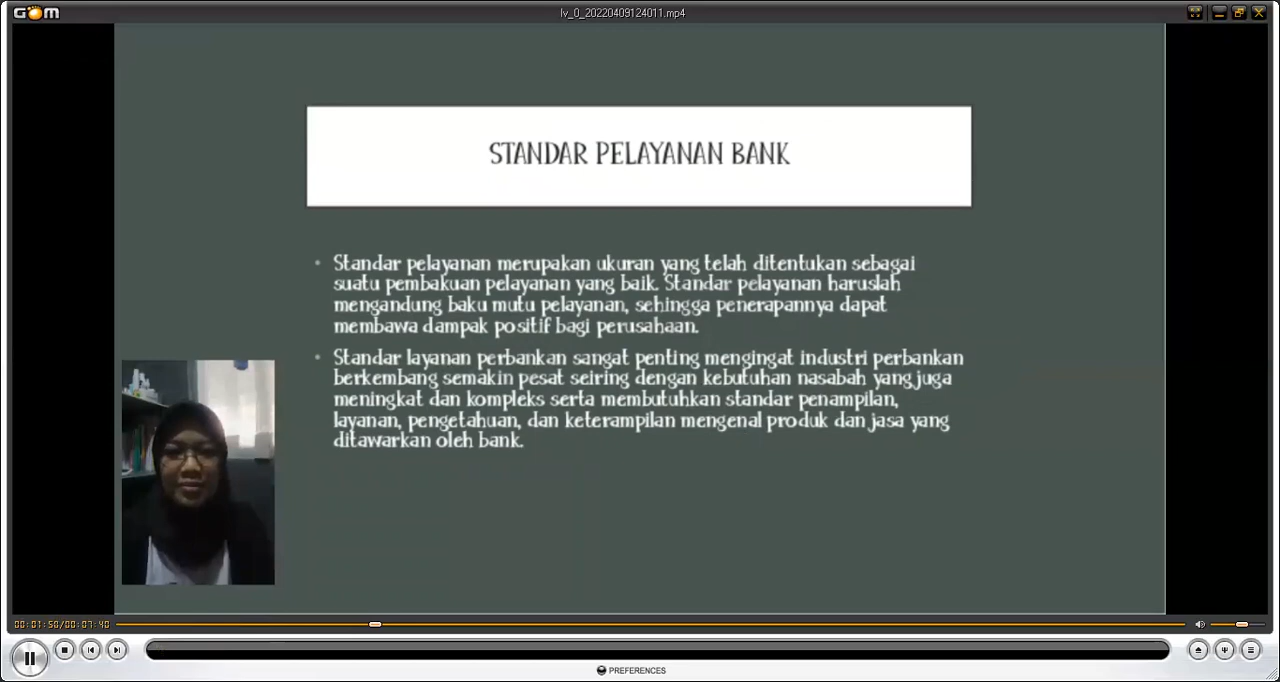 GOM
lv_0_20220409124011.mp4
STANDAR PELAYANAN BANK
• Standar pelayanan merupakan ukuran yang telah ditentukan sebagai
suatu pembakuan pelayanan yang baik. Standar pelayanan haruslah
mengandung baku mutu pelayanan, sehingga penerapannya dapat
membawa dampak positif bagi perusahaan.
• Standar layanan perbankan sangat penting mengingat industri perbankan
berkembang semakin pesat seiring dengan kebutuhan nasabah yang juga
meningkat dan kompleks serta membutuhkan standar penampilan,
layanan, pengetahuan, dan keterampilan mengenal produk dan jasa yang
ditawarkan oleh bank.
00:01:50/00:07:40
PREFERENCES